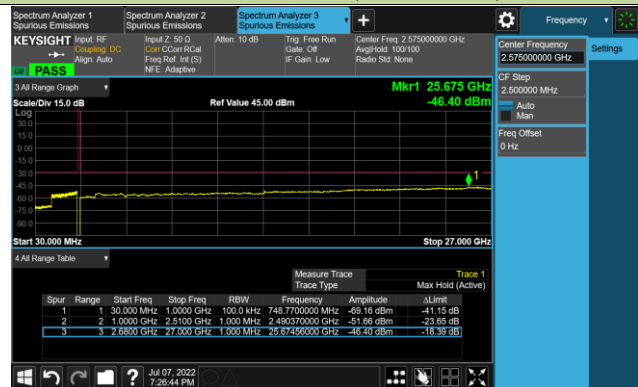 Spectrum Analyzer 1
Spurious Emissions
Spectrum Analyzer 2
Spurious Emissions
Spectrum Analyzer 3
Spurious Emissions
Frequency
KEYSIGHT
Input: RF
Coupling: DC
Align: Auto
Input Z: 50 Ω
Corr CCorr RCal
Freq Ref: Int (S)
NFE: Adaptive
Atten: 10 dB
Trig: Free Run
Gate: Off
IF Gain: Low
Center Freq: 2.575000000 GHz
Avg|Hold: 100/100
Radio Std: None
PASS
Center Frequency
2.575000000 GHz
Settings
CF Step
2.500000 MHz
Auto
Man
Freq Offset
0 Hz
3 All Range Graph
Mkr1 25.675 GHz
Scale/Div 15.0 dB
Ref Value 45.00 dBm
-46.40 dBm
Log
30.0
15.0
0.00
-15.0
-30.0
-45.0
-60.0
-75.0
-90.0
1
Start 30.000 MHz
Stop 27.000 GHz
4 All Range Table
Measure Trace
Trace 1
Trace Type
Max Hold (Active)
Spur Range Start Freq Stop Freq RBW Frequency Amplitude ΔLimit
1 1 30.000 MHz 1.0000 GHz 100.0 kHz 748.7700000 MHz -69.16 dBm -41.15 dB
2 2 1.0000 GHz 2.5100 GHz 1.000 MHz 2.490370000 GHz -51.66 dBm -23.65 dB
3 3 2.6800 GHz 27.000 GHz 1.000 MHz 25.67456000 GHz -46.40 dBm -18.39 dB
Jul 07, 2022
7:26:44 PM